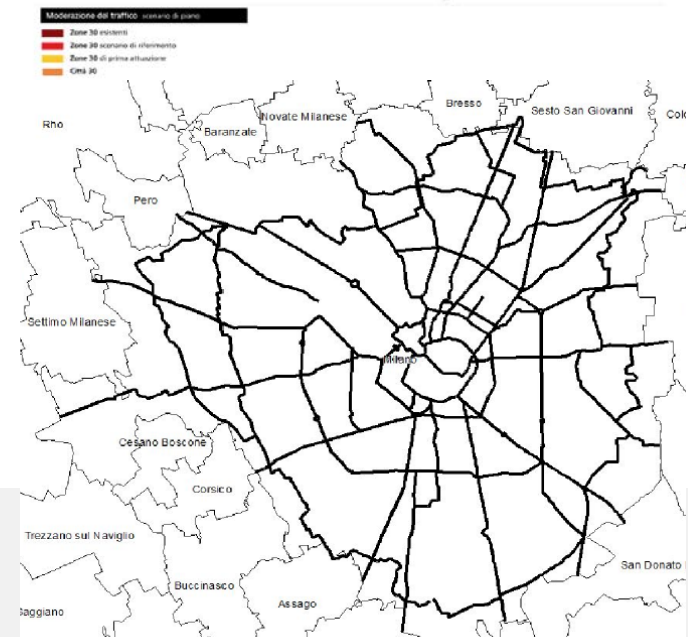 Moderazione del traffico scenario di piano
Zone 30 esistenti
Zone 30 scenario di riferimento
Zone 30 di prima attuazione
Città 30
Bresso
Sesto San Giovanni
Novate Milanese
Rho
Baranzate
Pero
Settimo Milanese
Milano
Cesano Boscone
Corsico
Trezzano sul Naviglio
San Donato
Buccinasco
Assago
aggiano